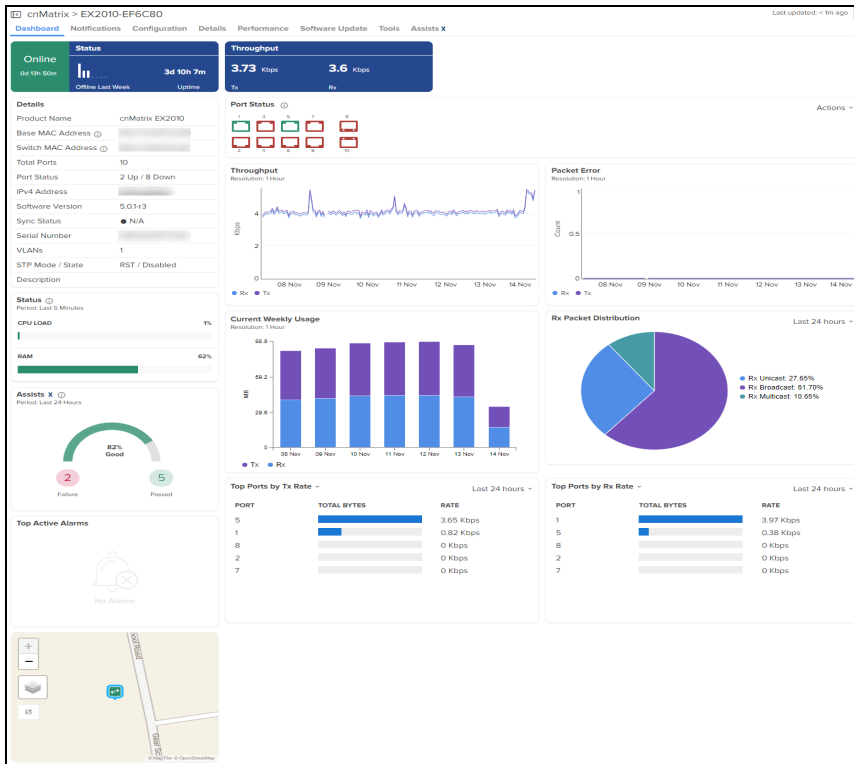 cnMatrix > EX2010-EF6C80
Last updated: < 1m ago
Dashboard Notifications Configuration Details Performance Software Update Tools Assists X
Online
0d 13h 50m
Status
3d 10h 7m
Offline Last Week Uptime
Throughput
3.73 Kbps 3.6 Kbps
Tx Rx
Details
Product Name cnMatrix EX2010
Base MAC Address
Switch MAC Address
Total Ports 10
Port Status 2 Up / 8 Down
IPv4 Address
Software Version 5.0.1-r3
Sync Status N/A
Serial Number
VLANs 1
STP Mode / State RST / Disabled
Description
Status
Period: Last 5 Minutes
CPU LOAD 1%
RAM 62%
Assists X
Period: Last 24 Hours
82%
Good
2 5
Failure Passed
Top Active Alarms
No Alarms
Port Status
Actions
1 3 5 7 9
2 4 6 8 10
Throughput
Resolution: 1 Hour
Kbps
4
2
0
08 Nov 09 Nov 10 Nov 11 Nov 12 Nov 13 Nov 14 Nov
Rx Tx
Packet Error
Resolution: 1 Hour
Count
1
0.5
0
08 Nov 09 Nov 10 Nov 11 Nov 12 Nov 13 Nov 14 Nov
Rx Tx
Current Weekly Usage
Resolution: 1 Hour
MB
88.8
59.2
29.6
0
08 Nov 09 Nov 10 Nov 11 Nov 12 Nov 13 Nov 14 Nov
Tx Rx
Rx Packet Distribution
Last 24 hours
Rx Unicast: 27.65%
Rx Broadcast: 61.70%
Rx Multicast: 10.65%
Top Ports by Tx Rate
Last 24 hours
PORT TOTAL BYTES RATE
5 3.65 Kbps
1 0.82 Kbps
8 0 Kbps
2 0 Kbps
7 0 Kbps
Top Ports by Rx Rate
Last 24 hours
PORT TOTAL BYTES RATE
1 3.97 Kbps
5 0.38 Kbps
8 0 Kbps
2 0 Kbps
7 0 Kbps
+
−
Road
© MapTiler © OpenStreetMap